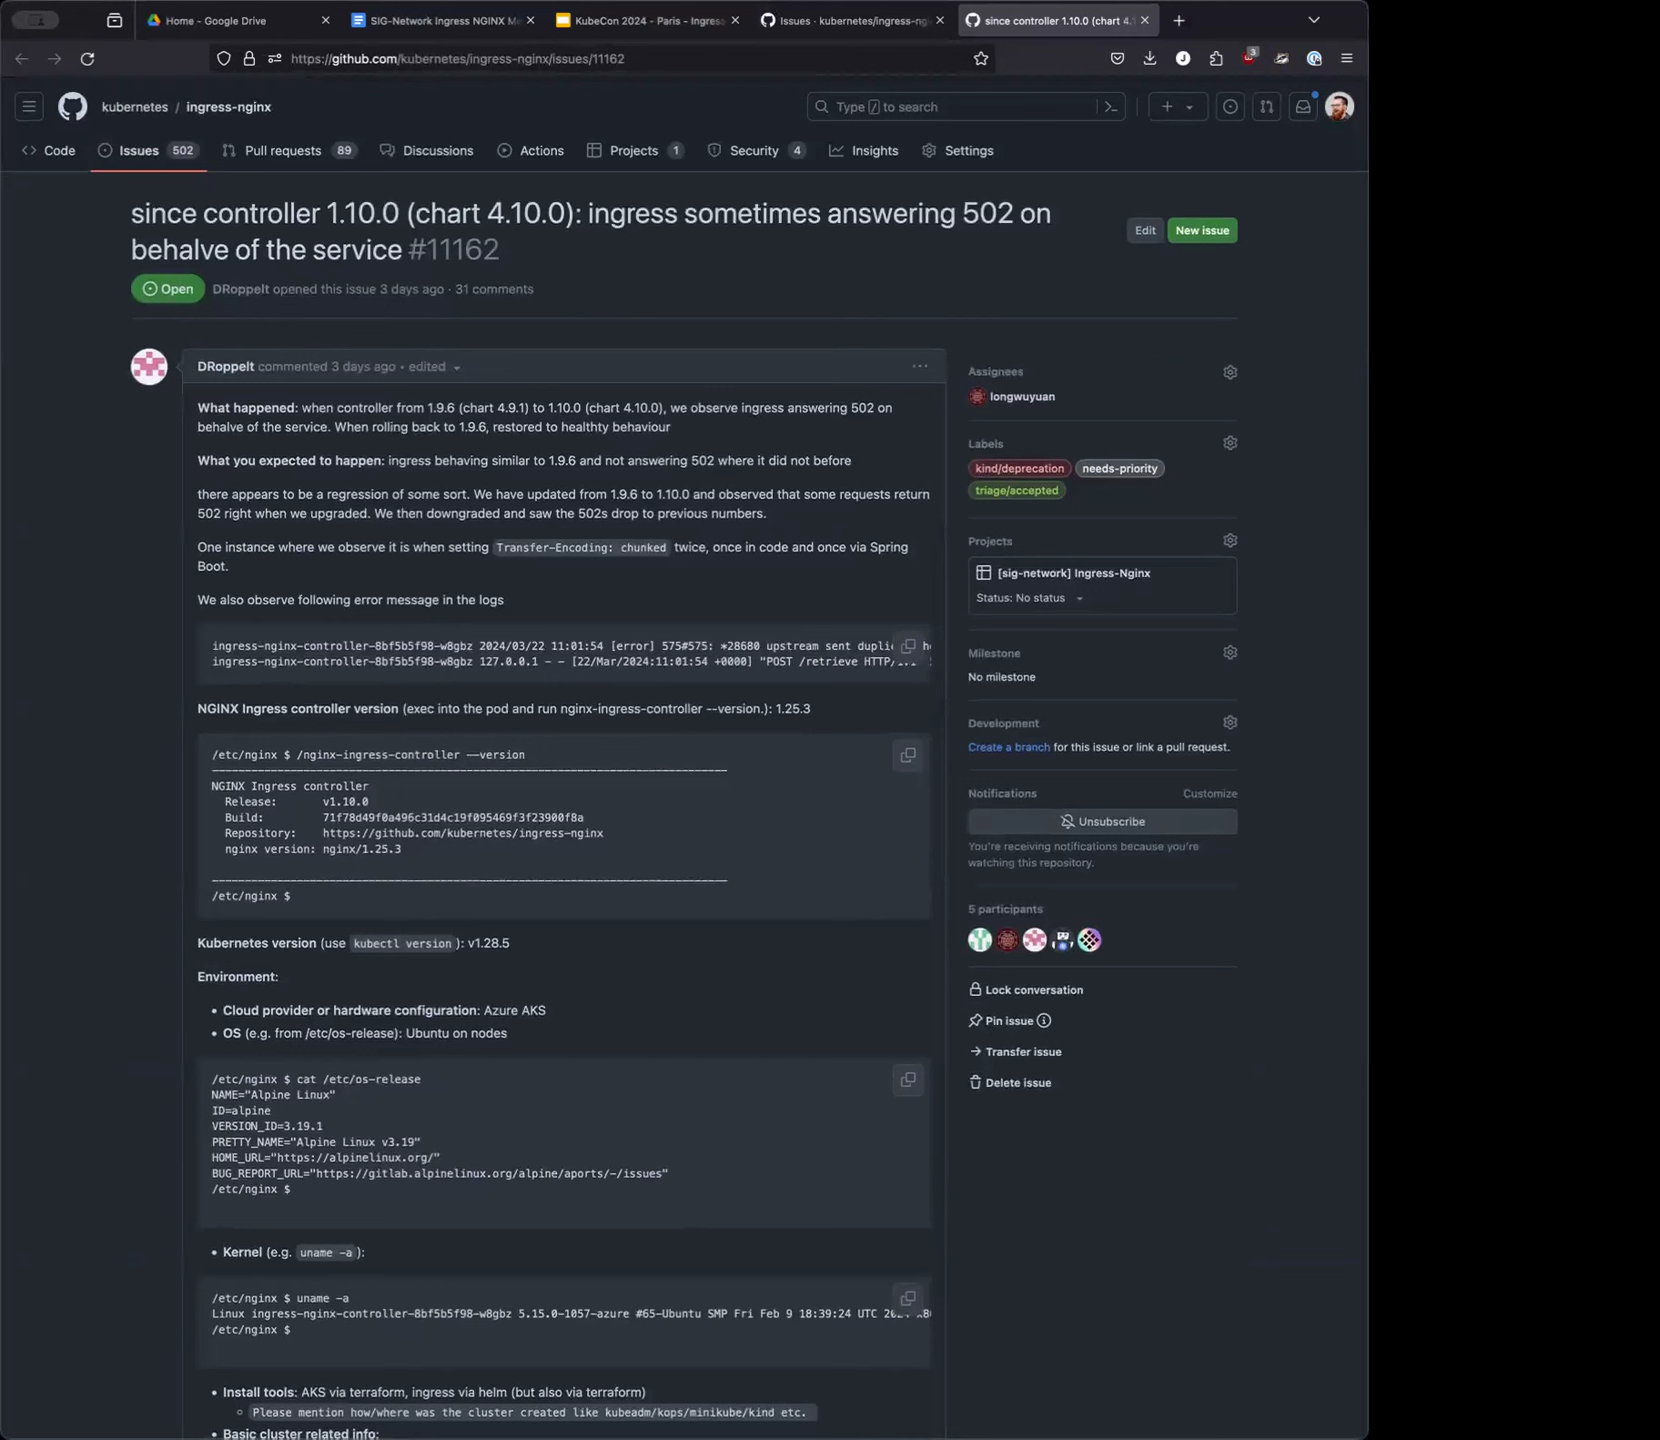 Home - Google Drive
SIG-Network Ingress NGINX M
KubeCon 2024 - Paris - Ingress
Issues · kubernetes/ingress-ng
since controller 1.10.0 (chart 4.1
https://github.com/kubernetes/ingress-nginx/issues/11162
3
kubernetes / ingress-nginx
Type / to search
Code
Issues 502
Pull requests 89
Discussions
Actions
Projects 1
Security 4
Insights
Settings
since controller 1.10.0 (chart 4.10.0): ingress sometimes answering 502 on
behalve of the service #11162
Edit
New issue
Open
DRoppelt opened this issue 3 days ago · 31 comments
DRoppelt commented 3 days ago • edited
What happened: when controller from 1.9.6 (chart 4.9.1) to 1.10.0 (chart 4.10.0), we observe ingress answering 502 on
behalve of the service. When rolling back to 1.9.6, restored to healthty behaviour
What you expected to happen: ingress behaving similar to 1.9.6 and not answering 502 where it did not before
there appears to be a regression of some sort. We have updated from 1.9.6 to 1.10.0 and observed that some requests return
502 right when we upgraded. We then downgraded and saw the 502s drop to previous numbers.
One instance where we observe it is when setting Transfer-Encoding: chunked twice, once in code and once via Spring
Boot.
We also observe following error message in the logs
ingress-nginx-controller-8bf5b5f98-w8gbz 2024/03/22 11:01:54 [error] 575#575: *28680 upstream sent dupli
ingress-nginx-controller-8bf5b5f98-w8gbz 127.0.0.1 - - [22/Mar/2024:11:01:54 +0000] "POST /retrieve HTTP/1.1"
NGINX Ingress controller version (exec into the pod and run nginx-ingress-controller --version.): 1.25.3
/etc/nginx $ /nginx-ingress-controller --version
-------------------------------------------------------------------------------
NGINX Ingress controller
Release: v1.10.0
Build: 71f78d49f0a496c31d4c19f095469f3f23900f8a
Repository: https://github.com/kubernetes/ingress-nginx
nginx version: nginx/1.25.3
-------------------------------------------------------------------------------
/etc/nginx $
Kubernetes version (use kubectl version): v1.28.5
Environment:
• Cloud provider or hardware configuration: Azure AKS
• OS (e.g. from /etc/os-release): Ubuntu on nodes
/etc/nginx $ cat /etc/os-release
NAME="Alpine Linux"
ID=alpine
VERSION_ID=3.19.1
PRETTY_NAME="Alpine Linux v3.19"
HOME_URL="https://alpinelinux.org/"
BUG_REPORT_URL="https://gitlab.alpinelinux.org/alpine/aports/-/issues"
/etc/nginx $
• Kernel (e.g. uname -a):
/etc/nginx $ uname -a
Linux ingress-nginx-controller-8bf5b5f98-w8gbz 5.15.0-1057-azure #65-Ubuntu SMP Fri Feb 9 18:39:24 UTC 2024 x86
/etc/nginx $
• Install tools: AKS via terraform, ingress via helm (but also via terraform)
◦ Please mention how/where was the cluster created like kubeadm/kops/minikube/kind etc.
• Basic cluster related info:
Assignees
longwuyuan
Labels
kind/deprecation needs-priority
triage/accepted
Projects
[sig-network] Ingress-Nginx
Status: No status
Milestone
No milestone
Development
Create a branch for this issue or link a pull request.
Notifications Customize
Unsubscribe
You're receiving notifications because you're
watching this repository.
5 participants
Lock conversation
Pin issue
Transfer issue
Delete issue